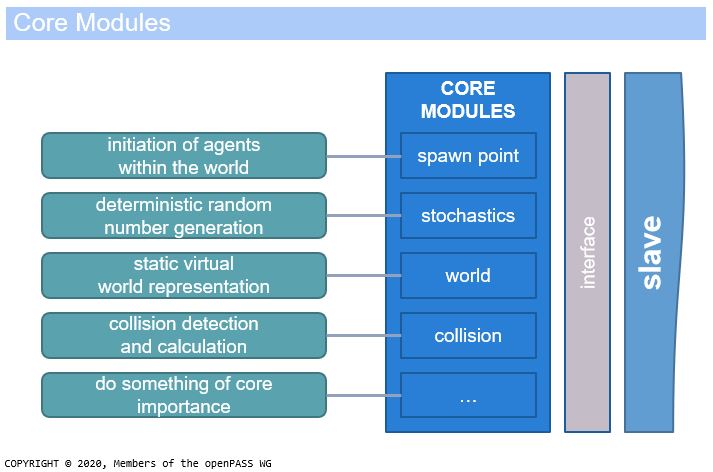 Core Modules
CORE
MODULES
initiation of agents
within the world
spawn point
deterministic random
number generation
stochastics
static virtual
world representation
world
collision detection
and calculation
collision
do something of core
importance
...
interface
slave
COPYRIGHT © 2020, Members of the openPASS WG